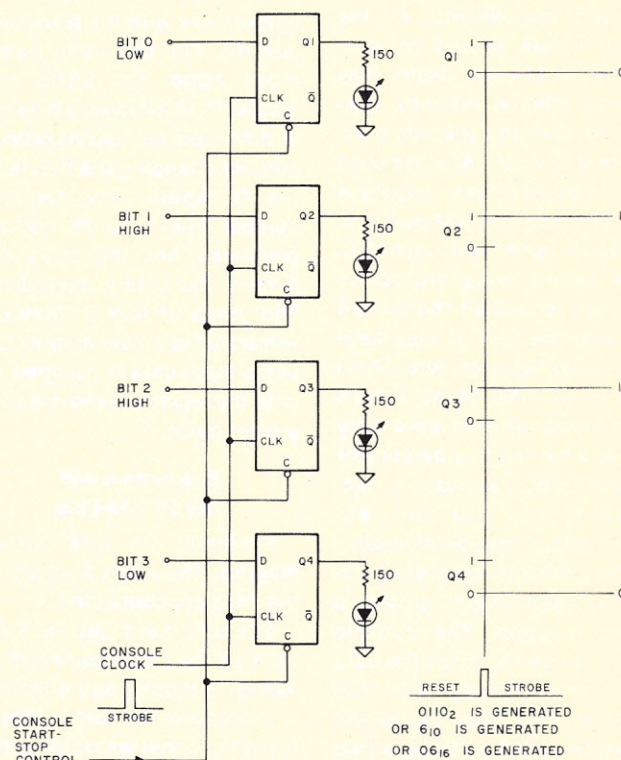 BIT 0
LOW
D
Q1
CLK
Q̅
C
150
BIT 1
HIGH
D
Q2
CLK
Q̅
C
150
BIT 2
HIGH
D
Q3
CLK
Q̅
C
150
BIT 3
LOW
D
Q4
CLK
Q̅
C
150
CONSOLE
CLOCK
STROBE
CONSOLE
START-
STOP
CONTROL
Q1
1
0
Q2
1
0
Q3
1
0
Q4
1
0
RESET
STROBE
0110₂ IS GENERATED
OR 6₁₀ IS GENERATED
OR 06₁₆ IS GENERATED